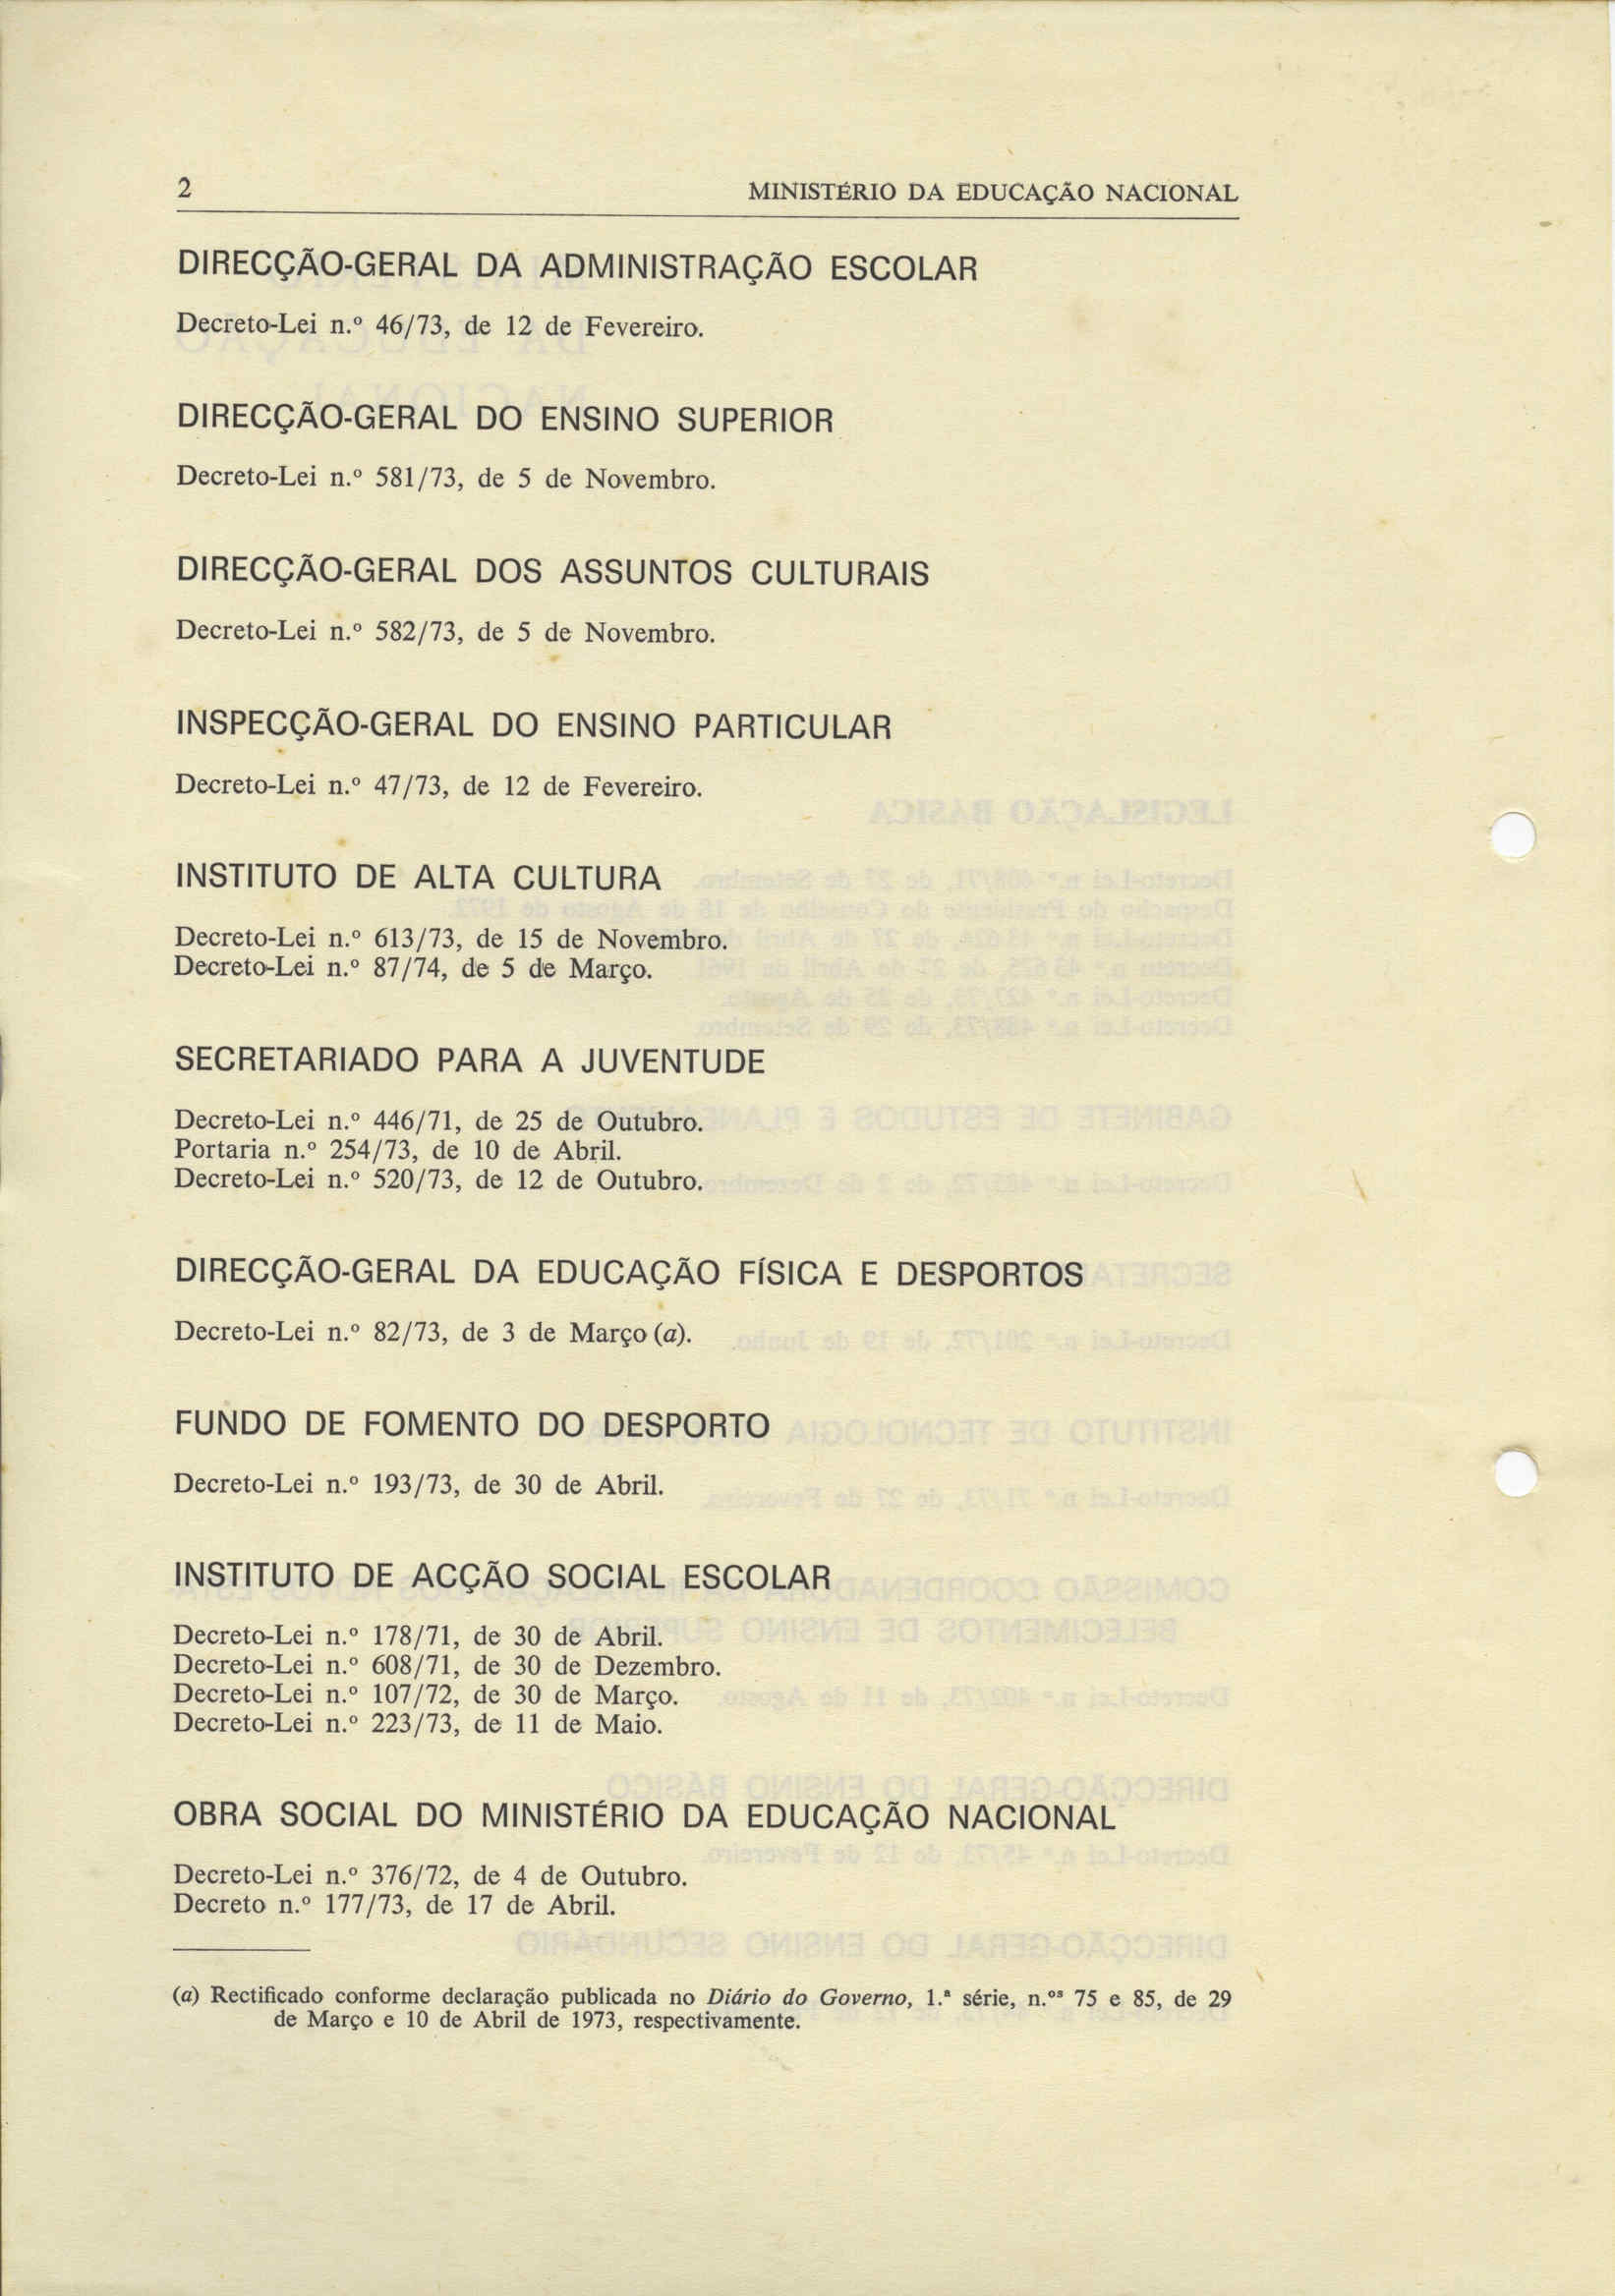 2
MINISTÉRIO DA EDUCAÇÃO NACIONAL
DIRECÇÃO-GERAL DA ADMINISTRAÇÃO ESCOLAR
Decreto-Lei n.º 46/73, de 12 de Fevereiro.
DIRECÇÃO-GERAL DO ENSINO SUPERIOR
Decreto-Lei n.º 581/73, de 5 de Novembro.
DIRECÇÃO-GERAL DOS ASSUNTOS CULTURAIS
Decreto-Lei n.º 582/73, de 5 de Novembro.
INSPECÇÃO-GERAL DO ENSINO PARTICULAR
Decreto-Lei n.º 47/73, de 12 de Fevereiro.
INSTITUTO DE ALTA CULTURA
Decreto-Lei n.º 613/73, de 15 de Novembro.
Decreto-Lei n.º 87/74, de 5 de Março.
SECRETARIADO PARA A JUVENTUDE
Decreto-Lei n.º 446/71, de 25 de Outubro.
Portaria n.º 254/73, de 10 de Abril.
Decreto-Lei n.º 520/73, de 12 de Outubro.
DIRECÇÃO-GERAL DA EDUCAÇÃO FÍSICA E DESPORTOS
Decreto-Lei n.º 82/73, de 3 de Março (a).
FUNDO DE FOMENTO DO DESPORTO
Decreto-Lei n.º 193/73, de 30 de Abril.
INSTITUTO DE ACÇÃO SOCIAL ESCOLAR
Decreto-Lei n.º 178/71, de 30 de Abril.
Decreto-Lei n.º 608/71, de 30 de Dezembro.
Decreto-Lei n.º 107/72, de 30 de Março.
Decreto-Lei n.º 223/73, de 11 de Maio.
OBRA SOCIAL DO MINISTÉRIO DA EDUCAÇÃO NACIONAL
Decreto-Lei n.º 376/72, de 4 de Outubro.
Decreto n.º 177/73, de 17 de Abril.
(a) Rectificado conforme declaração publicada no Diário do Governo, 1.ª série, n.ºs 75 e 85, de 29
de Março e 10 de Abril de 1973, respectivamente.